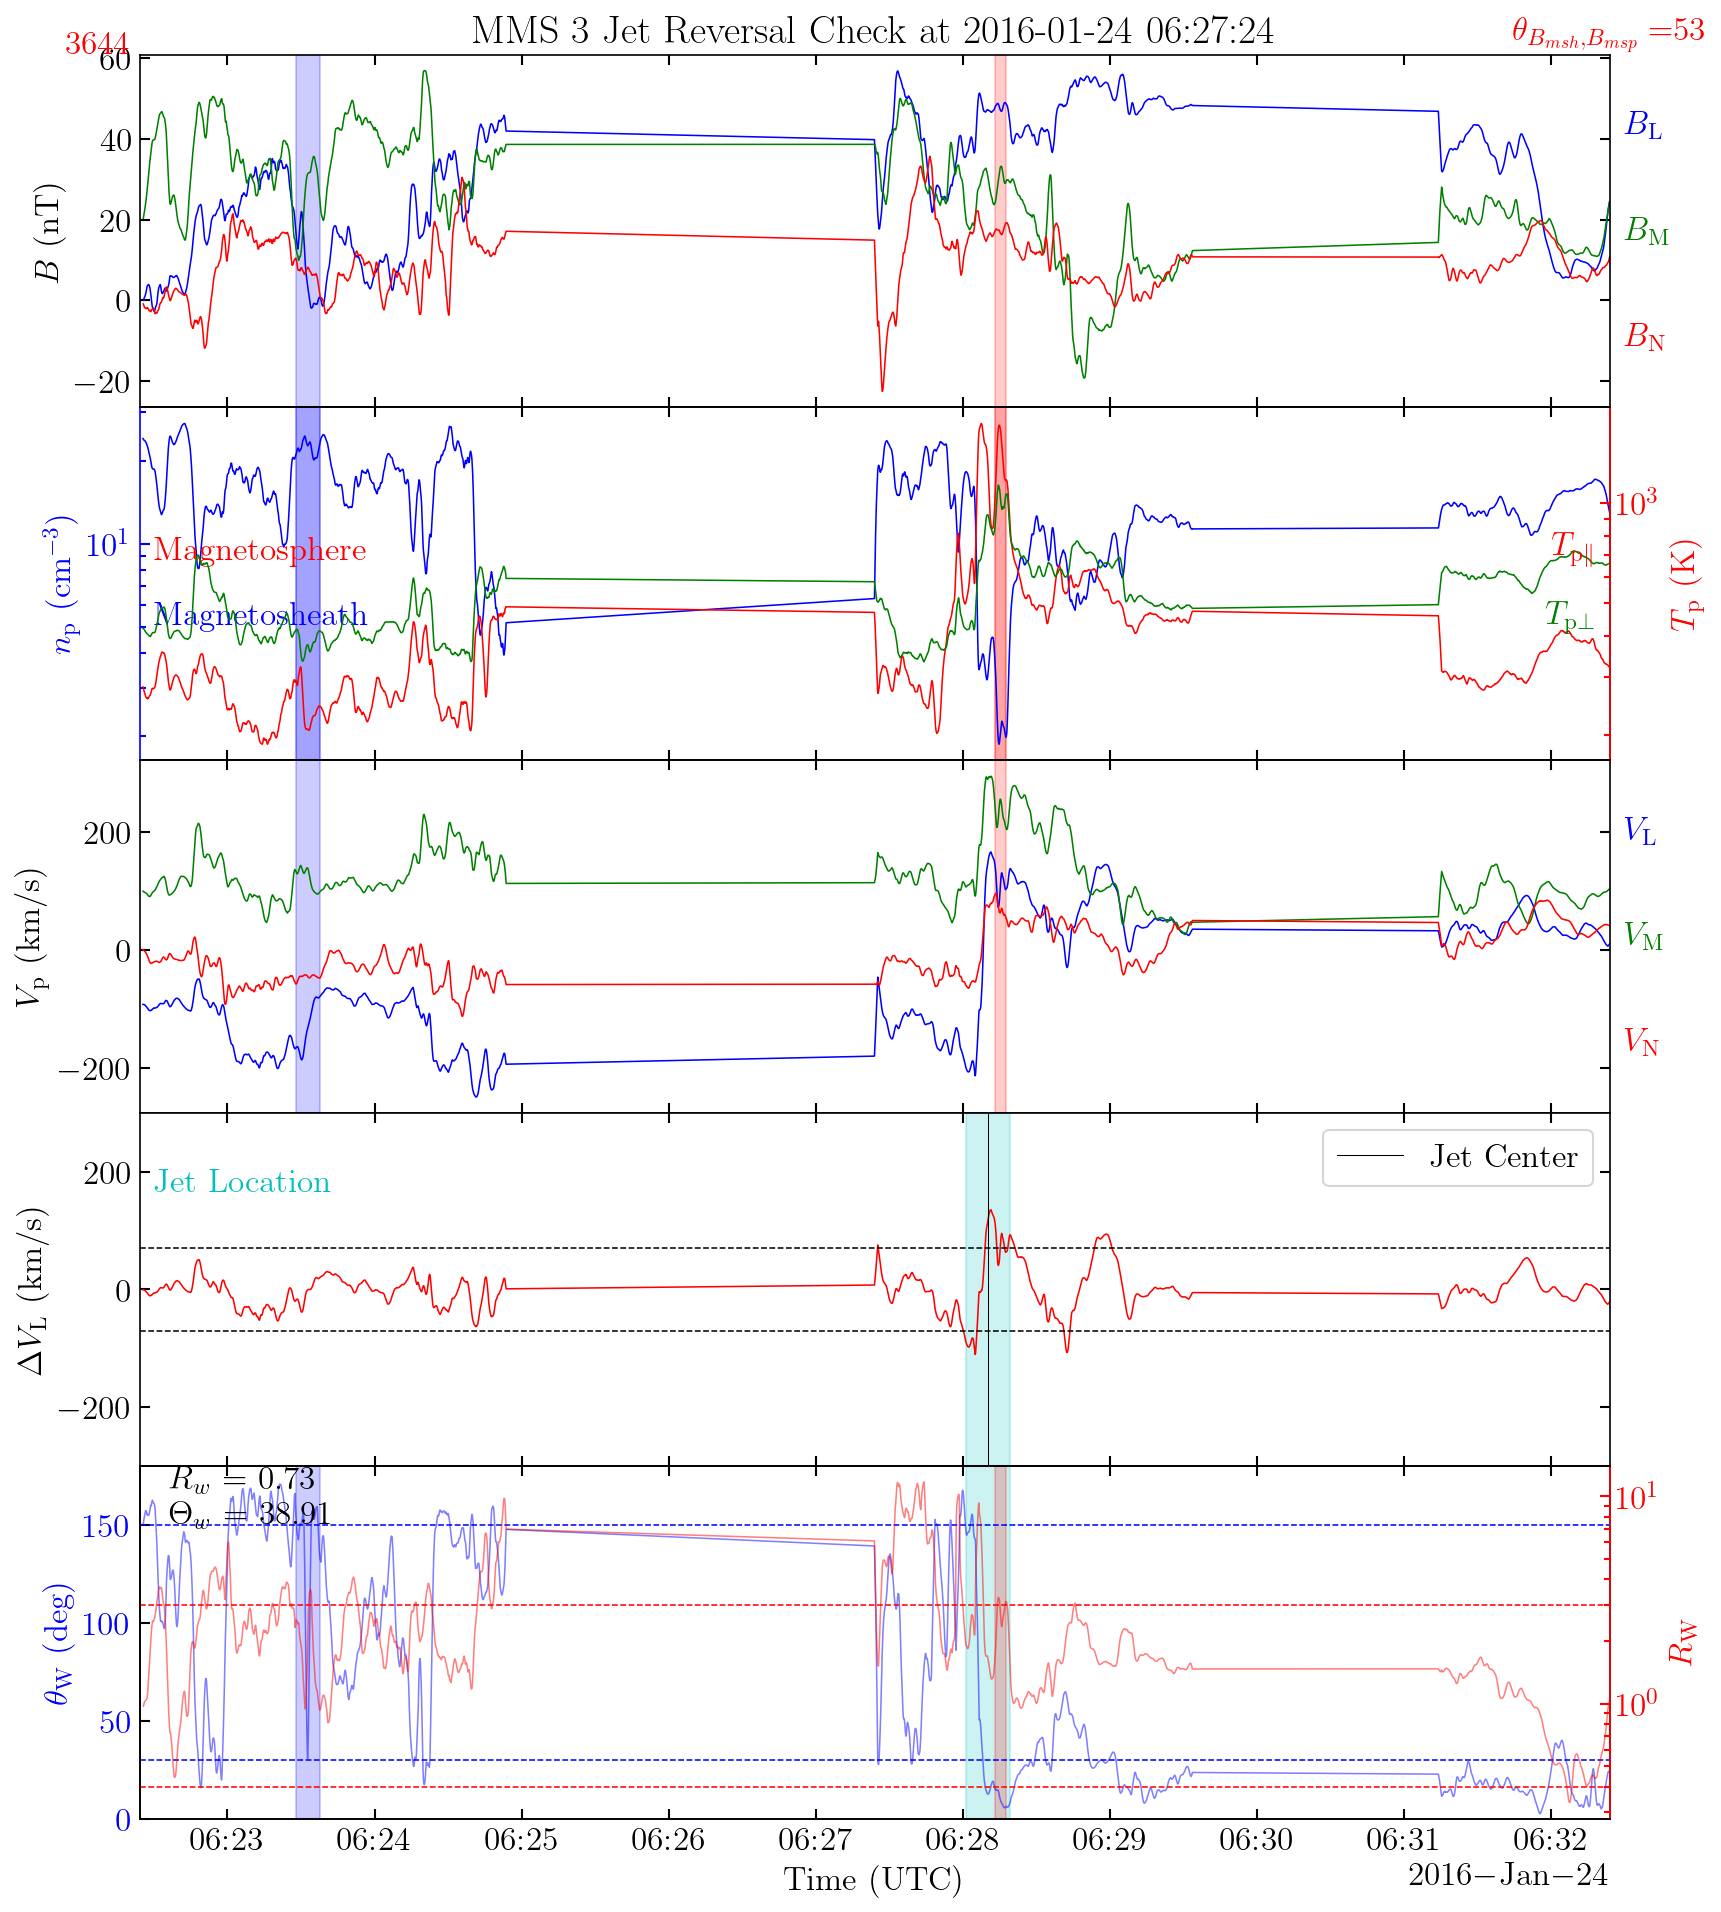 MMS 3 Jet Reversal Check at 2016-01-24 06:27:24
3644
θ_{B_{msh},B_{msp}} =53
60
40
20
0
−20
B (nT)
B_L
B_M
B_N
n_p (cm^{−3})
10^1
Magnetosphere
Magnetosheath
10^3
T_{p∥}
T_{p⊥}
T_p (K)
200
0
−200
V_p (km/s)
V_L
V_M
V_N
200
0
−200
ΔV_L (km/s)
Jet Location
Jet Center
R_w = 0.73
Θ_w = 38.91
150
100
50
0
θ_W (deg)
10^1
10^0
R_W
06:23 06:24 06:25 06:26 06:27 06:28 06:29 06:30 06:31 06:32
Time (UTC)
2016−Jan−24